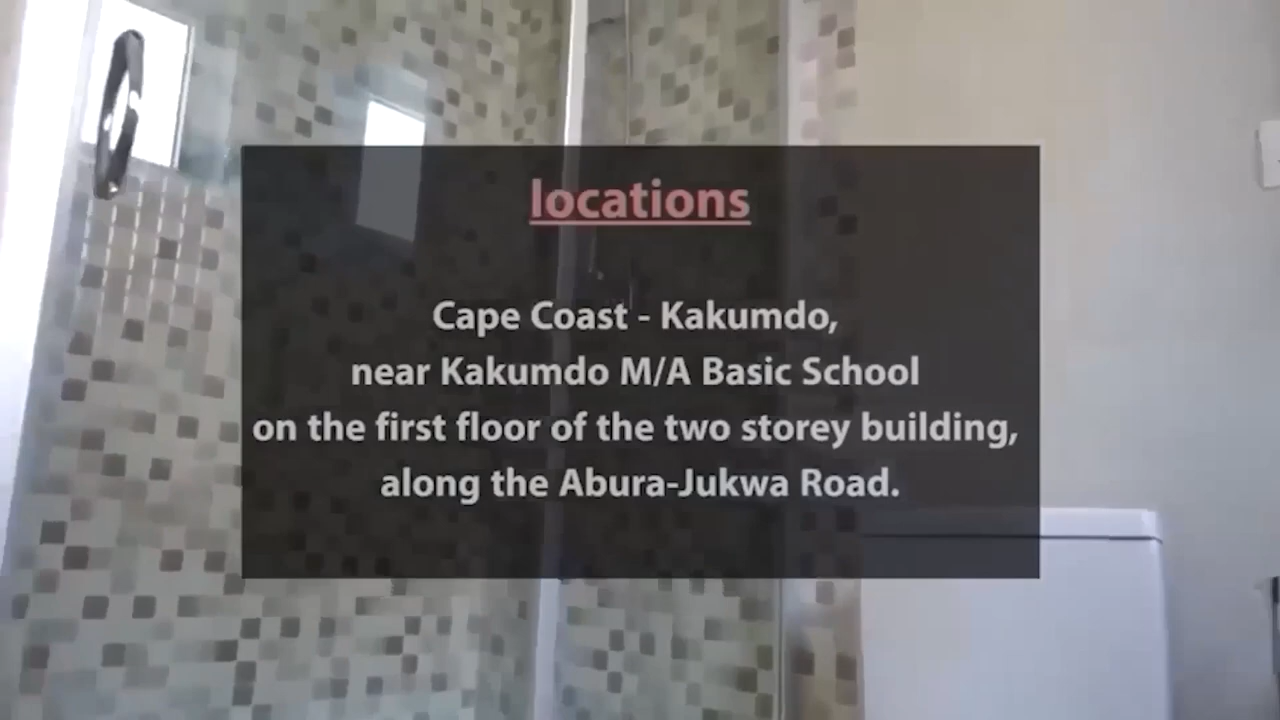 locations
Cape Coast - Kakumdo,
near Kakumdo M/A Basic School
on the first floor of the two storey building,
along the Abura-Jukwa Road.